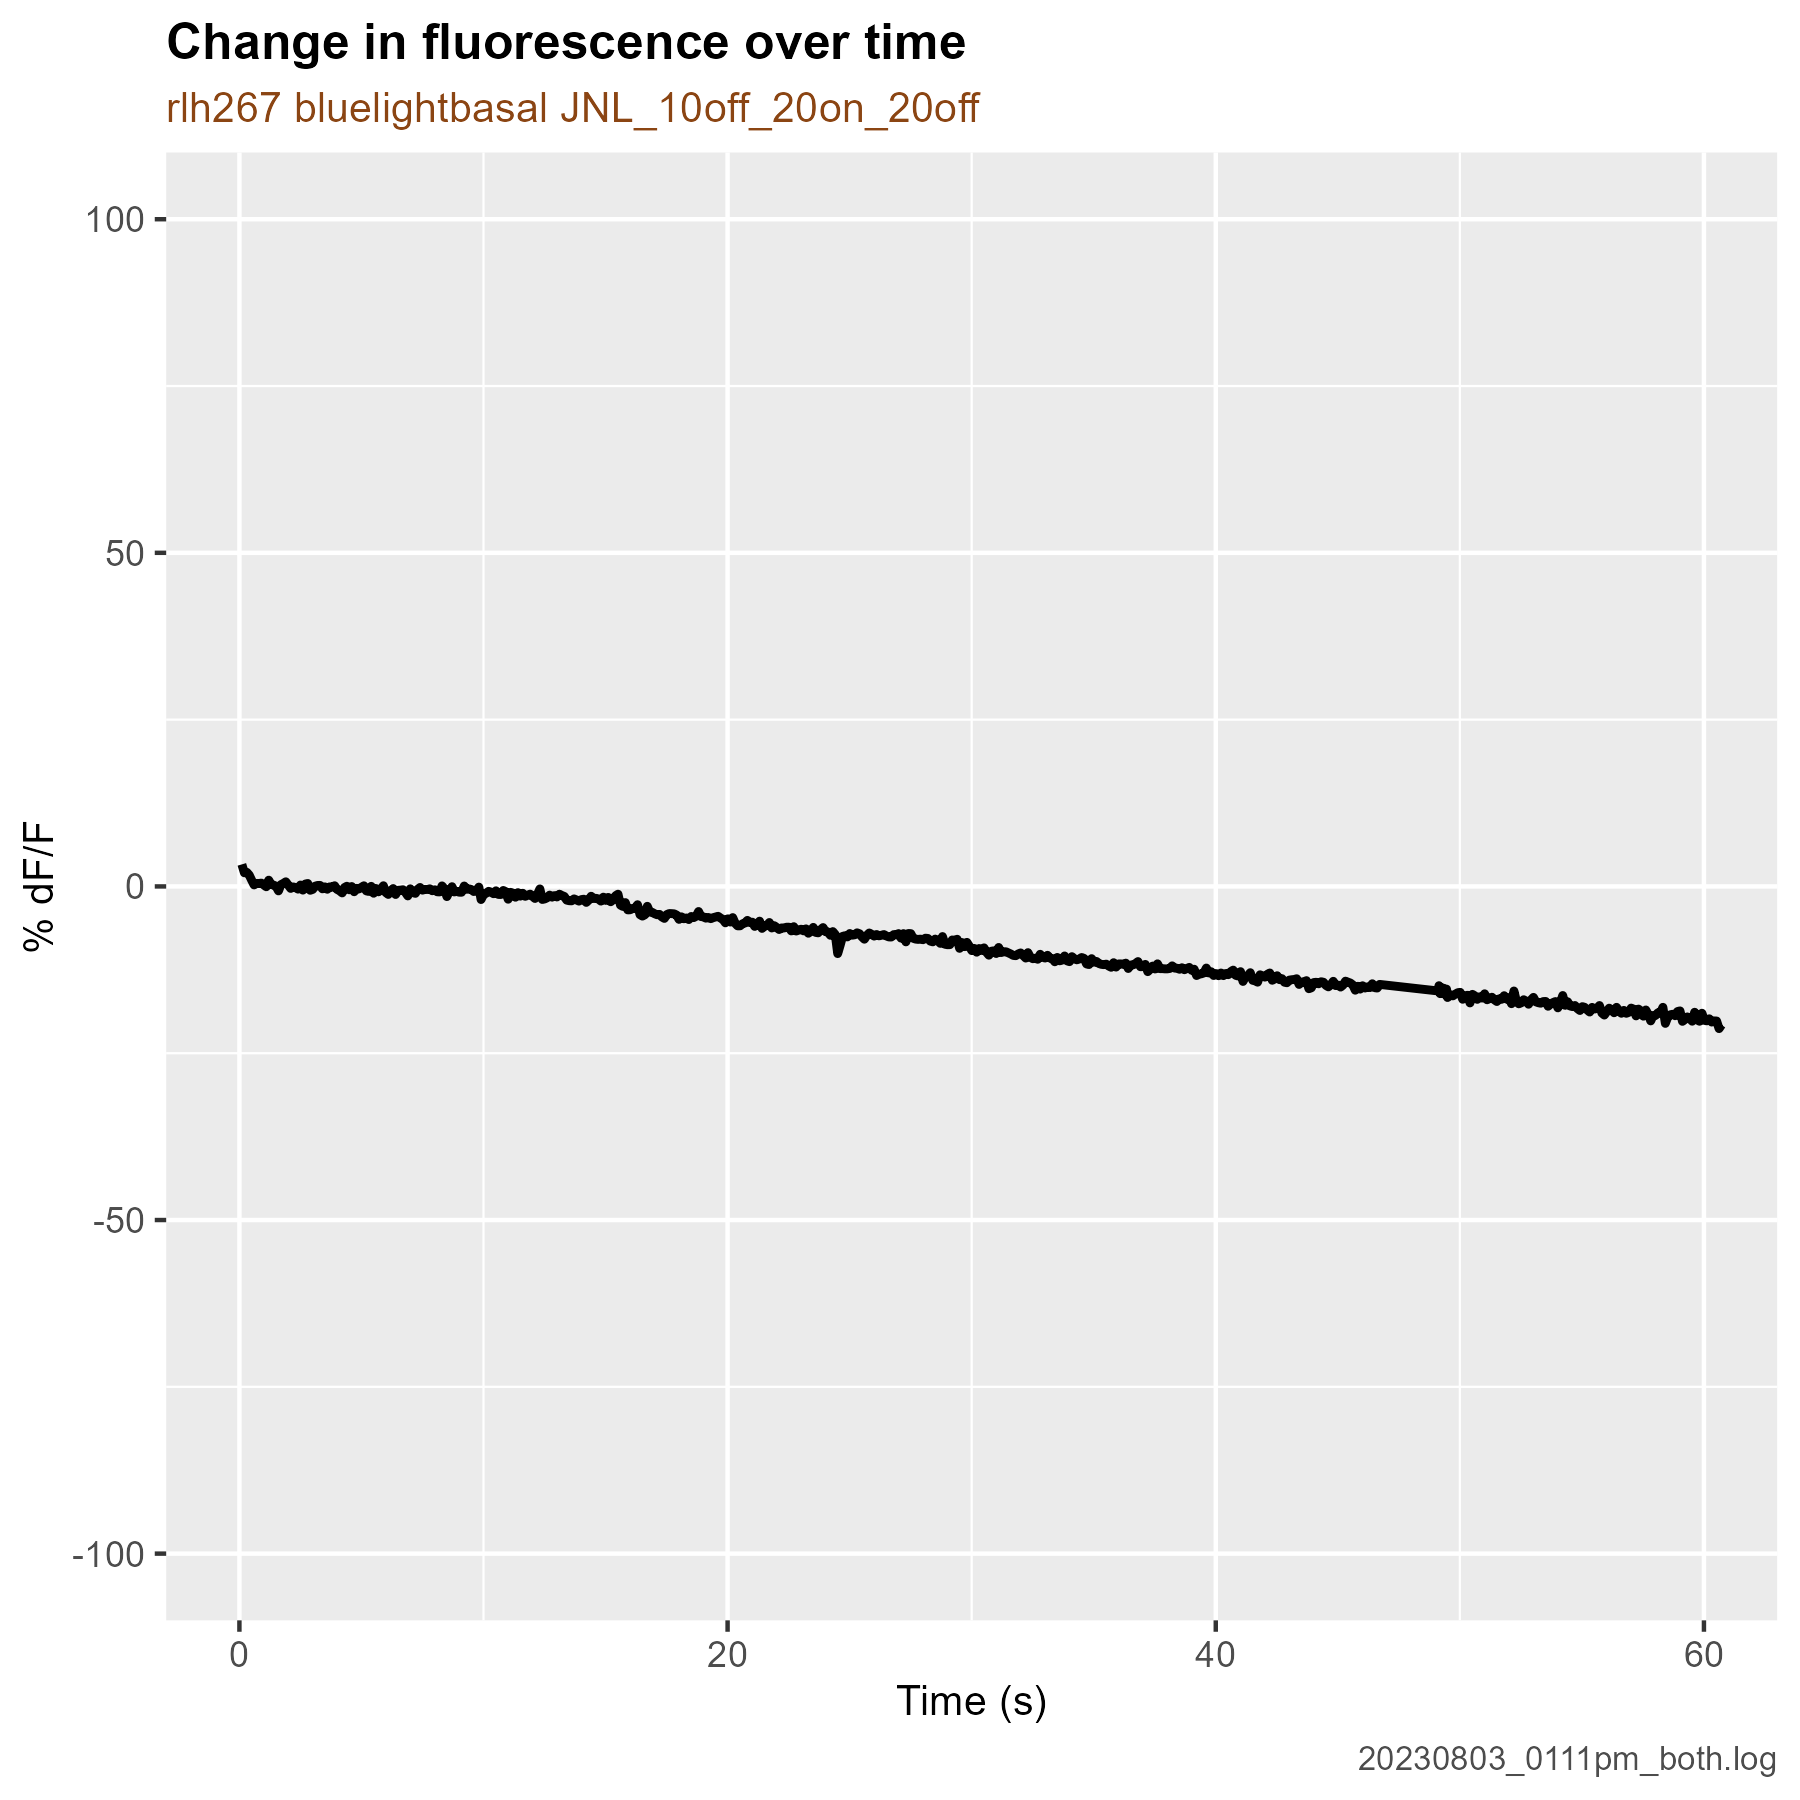 Change in fluorescence over time
rlh267 bluelightbasal JNL_10off_20on_20off
100
50
0
-50
-100
% dF/F
0 20 40 60
Time (s)
20230803_0111pm_both.log